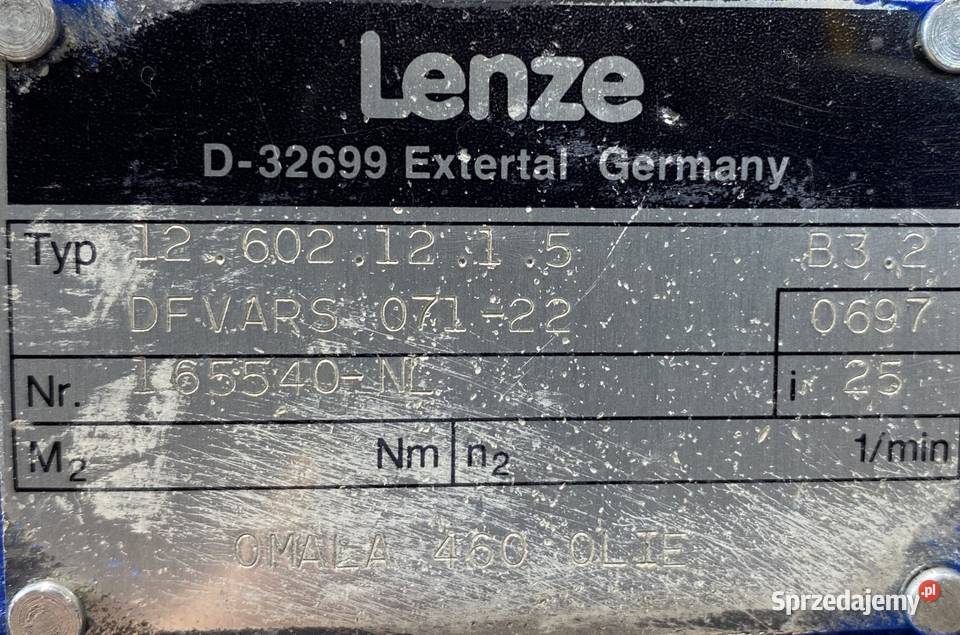 Lenze
D-32699 Extertal Germany
Typ 12.602.12.1.5 B3.2
DFVARS 071-22 0697
Nr. 165540-NL i 25
M2 Nm n2 1/min
OMALA 460 OLIE
Sprzedajemy.pl